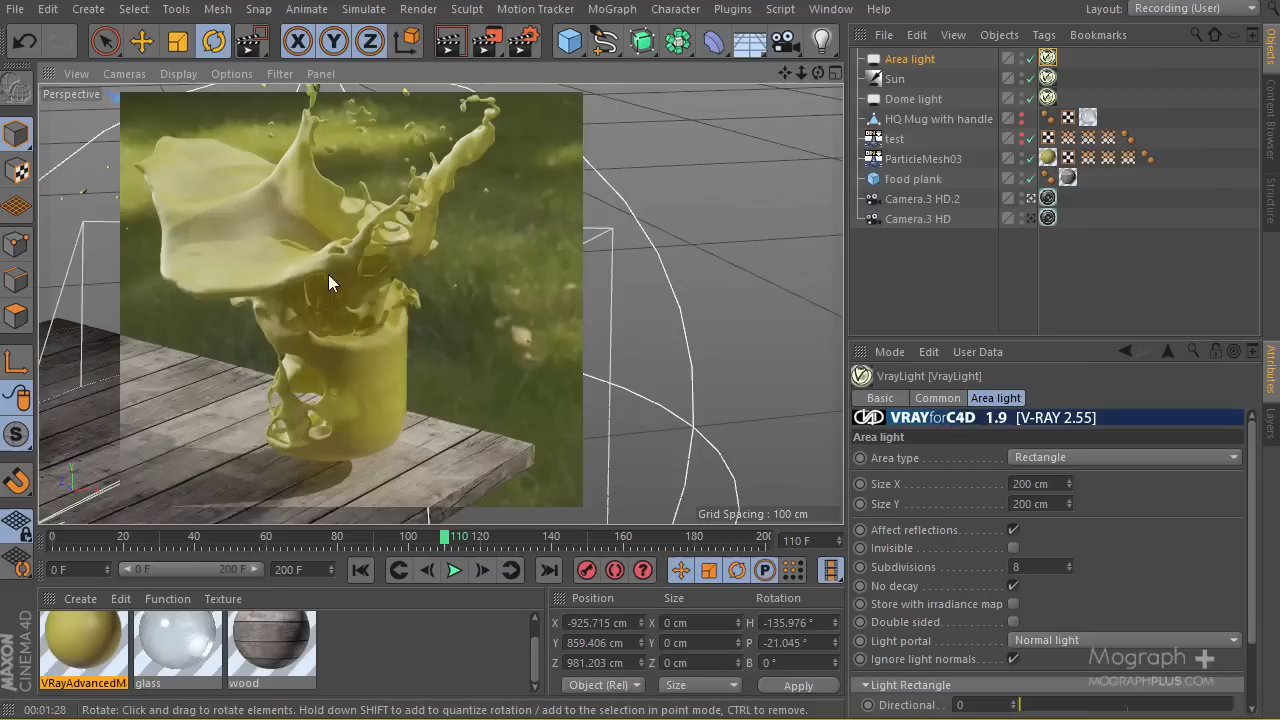 File Edit Create Select Tools Mesh Snap Animate Simulate Render Sculpt Motion Tracker MoGraph Character Plugins Script Window Help Layout: Recording (User)
X Y Z
View Cameras Display Options Filter Panel
Perspective
Grid Spacing : 100 cm
File Edit View Objects Tags Bookmarks
Area light
Sun
Dome light
HQ Mug with handle
test
ParticleMesh03
food plank
Camera.3 HD.2
Camera.3 HD
Objects
Content Browser
Structure
Mode Edit User Data
VrayLight [VrayLight]
Basic Common Area light
VRAYforC4D 1.9 [V-RAY 2.55]
Area light
Area type Rectangle
Size X 200 cm
Size Y 200 cm
Affect reflections
Invisible
Subdivisions 8
No decay
Store with irradiance map
Double sided
Light portal Normal light
Ignore light normals
Light Rectangle
Directional 0
Attributes
Layers
Mograph +
MOGRAPHPLUS.COM
0 20 40 60 80 100 110 120 140 160 180 200 110 F
0 F 0 F 200 F 200 F
Create Edit Function Texture
VRayAdvancedM glass wood
Position Size Rotation
X -925.715 cm X 0 cm H -135.976 °
Y 859.406 cm Y 0 cm P -21.045 °
Z 981.203 cm Z 0 cm B 0 °
Object (Rel) Size Apply
MAXON
CINEMA 4D
00:01:28 Rotate: Click and drag to rotate elements. Hold down SHIFT to quantize rotation / add to the selection in point mode, CTRL to remove.